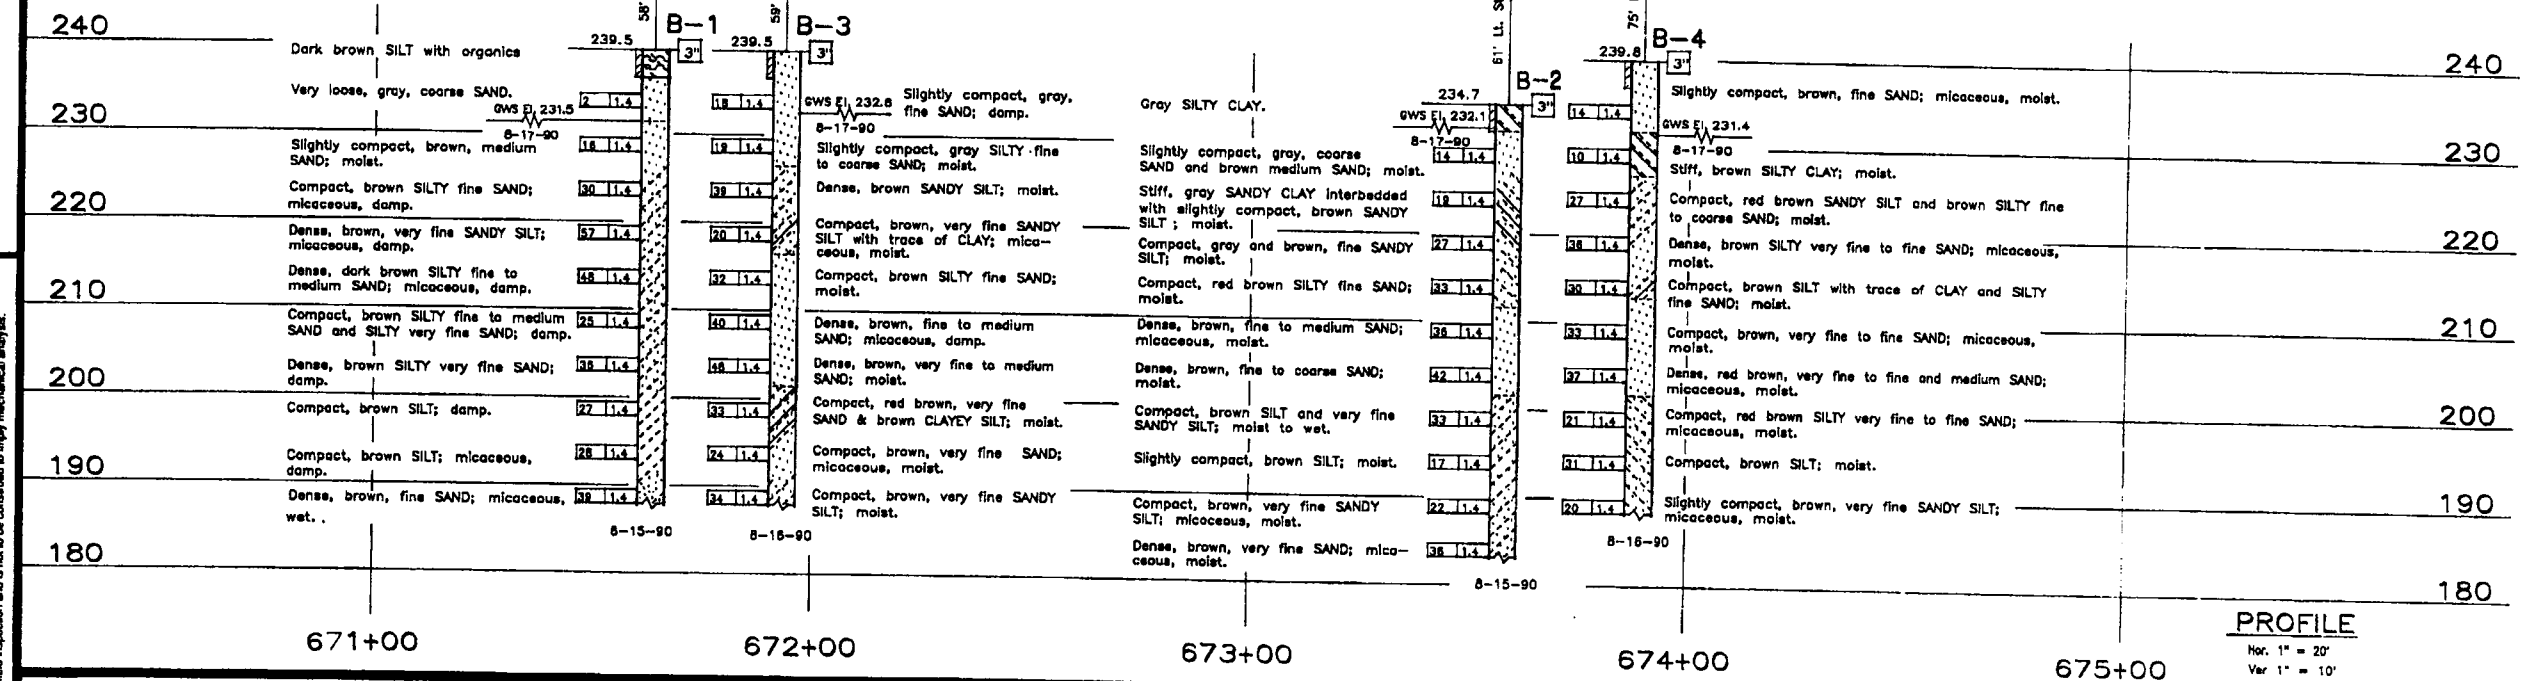 240
230
220
210
200
190
180
58'
B-1
239.5
3"
59'
B-3
239.5
3"
Dark brown SILT with organics
Very loose, gray, coarse SAND.
2 1.4
GWS El. 231.5
8-17-90
Slightly compact, brown, medium
SAND; moist.
16 1.4
Compact, brown SILTY fine SAND;
micaceous, damp.
30 1.4
Dense, brown, very fine SANDY SILT;
micaceous, damp.
57 1.4
Dense, dark brown SILTY fine to
medium SAND; micaceous, damp.
48 1.4
Compact, brown SILTY fine to medium
SAND and SILTY very fine SAND; damp.
25 1.4
Dense, brown SILTY very fine SAND;
damp.
1.4
Compact, brown SILT; damp.
27 1.4
Compact, brown SILT; micaceous,
damp.
1.4
Dense, brown, fine SAND; micaceous,
wet.
39 1.4
8-15-90
1.4
GWS El. 232.6
8-17-90
Slightly compact, gray,
fine SAND; damp.
19 1.4
Slightly compact, gray SILTY fine
to coarse SAND; moist.
39 1.4
Dense, brown SANDY SILT; moist.
20 1.4
Compact, brown, very fine SANDY
SILT with trace of CLAY; mica-
ceous, moist.
32 1.4
Compact, brown SILTY fine SAND;
moist.
40 1.4
Dense, brown, fine to medium
SAND; micaceous, damp.
1.4
Dense, brown, very fine to medium
SAND; moist.
33 1.4
Compact, red brown, very fine
SAND & brown CLAYEY SILT; moist.
24 1.4
Compact, brown, very fine SAND;
micaceous, moist.
34 1.4
Compact, brown, very fine SANDY
SILT; moist.
8-16-90
61' Lt.
B-2
234.7
3"
Gray SILTY CLAY.
GWS El. 232.1
8-17-90
Slightly compact, gray, coarse
SAND and brown medium SAND; moist.
14 1.4
Stiff, gray SANDY CLAY interbedded
with slightly compact, brown SANDY
SILT ; moist.
19 1.4
Compact, gray and brown, fine SANDY
SILT; moist.
27 1.4
Compact, red brown SILTY fine SAND;
moist.
33 1.4
Dense, brown, fine to medium SAND;
micaceous, moist.
36 1.4
Dense, brown, fine to coarse SAND;
moist.
42 1.4
Compact, brown SILT and very fine
SANDY SILT; moist to wet.
33 1.4
Slightly compact, brown SILT; moist.
17 1.4
Compact, brown, very fine SANDY
SILT; micaceous, moist.
22 1.4
Dense, brown, very fine SAND; mica-
ceous, moist.
36 1.4
8-15-90
75'
B-4
239.8
3"
Slightly compact, brown, fine SAND; micaceous, moist.
14 1.4
GWS El. 231.4
8-17-90
10 1.4
Stiff, brown SILTY CLAY; moist.
27 1.4
Compact, red brown SANDY SILT and brown SILTY fine
to coarse SAND; moist.
36 1.4
Dense, brown SILTY very fine to fine SAND; micaceous,
moist.
30 1.4
Compact, brown SILT with trace of CLAY and SILTY
fine SAND; moist.
33 1.4
Compact, brown, very fine to fine SAND; micaceous,
moist.
37 1.4
Dense, red brown, very fine to fine and medium SAND;
micaceous, moist.
21 1.4
Compact, red brown SILTY very fine to fine SAND;
micaceous, moist.
31 1.4
Compact, brown SILT; moist.
20 1.4
Slightly compact, brown, very fine SANDY SILT;
micaceous, moist.
8-16-90
240
230
220
210
200
190
180
671+00
672+00
673+00
674+00
675+00
PROFILE
Hor. 1" = 20'
Ver 1" = 10'